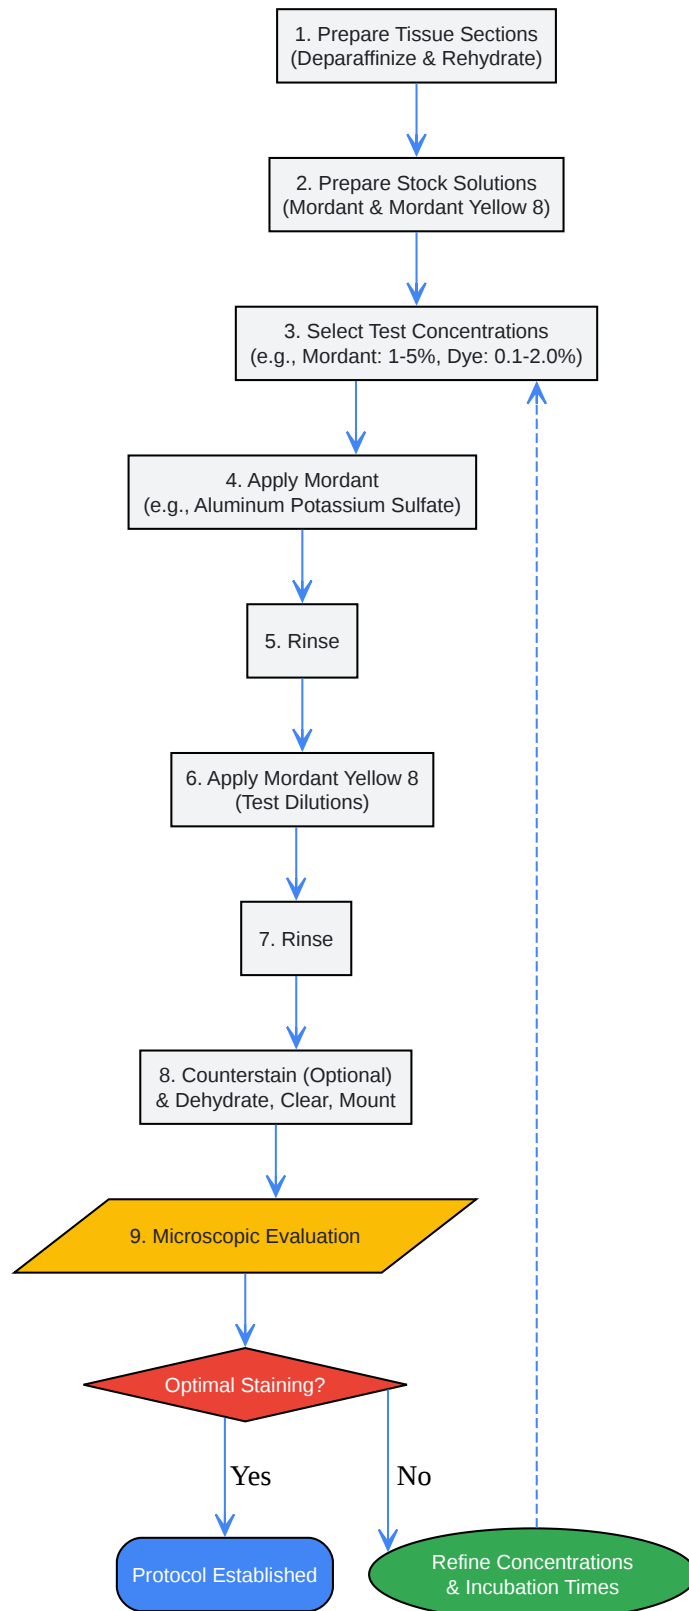 1. Prepare Tissue Sections
(Deparaffinize & Rehydrate)
2. Prepare Stock Solutions
(Mordant & Mordant Yellow 8)
3. Select Test Concentrations
(e.g., Mordant: 1-5%, Dye: 0.1-2.0%)
4. Apply Mordant
(e.g., Aluminum Potassium Sulfate)
5. Rinse
6. Apply Mordant Yellow 8
(Test Dilutions)
7. Rinse
8. Counterstain (Optional)
& Dehydrate, Clear, Mount
9. Microscopic Evaluation
Optimal Staining?
Yes
No
Protocol Established
Refine Concentrations
& Incubation Times